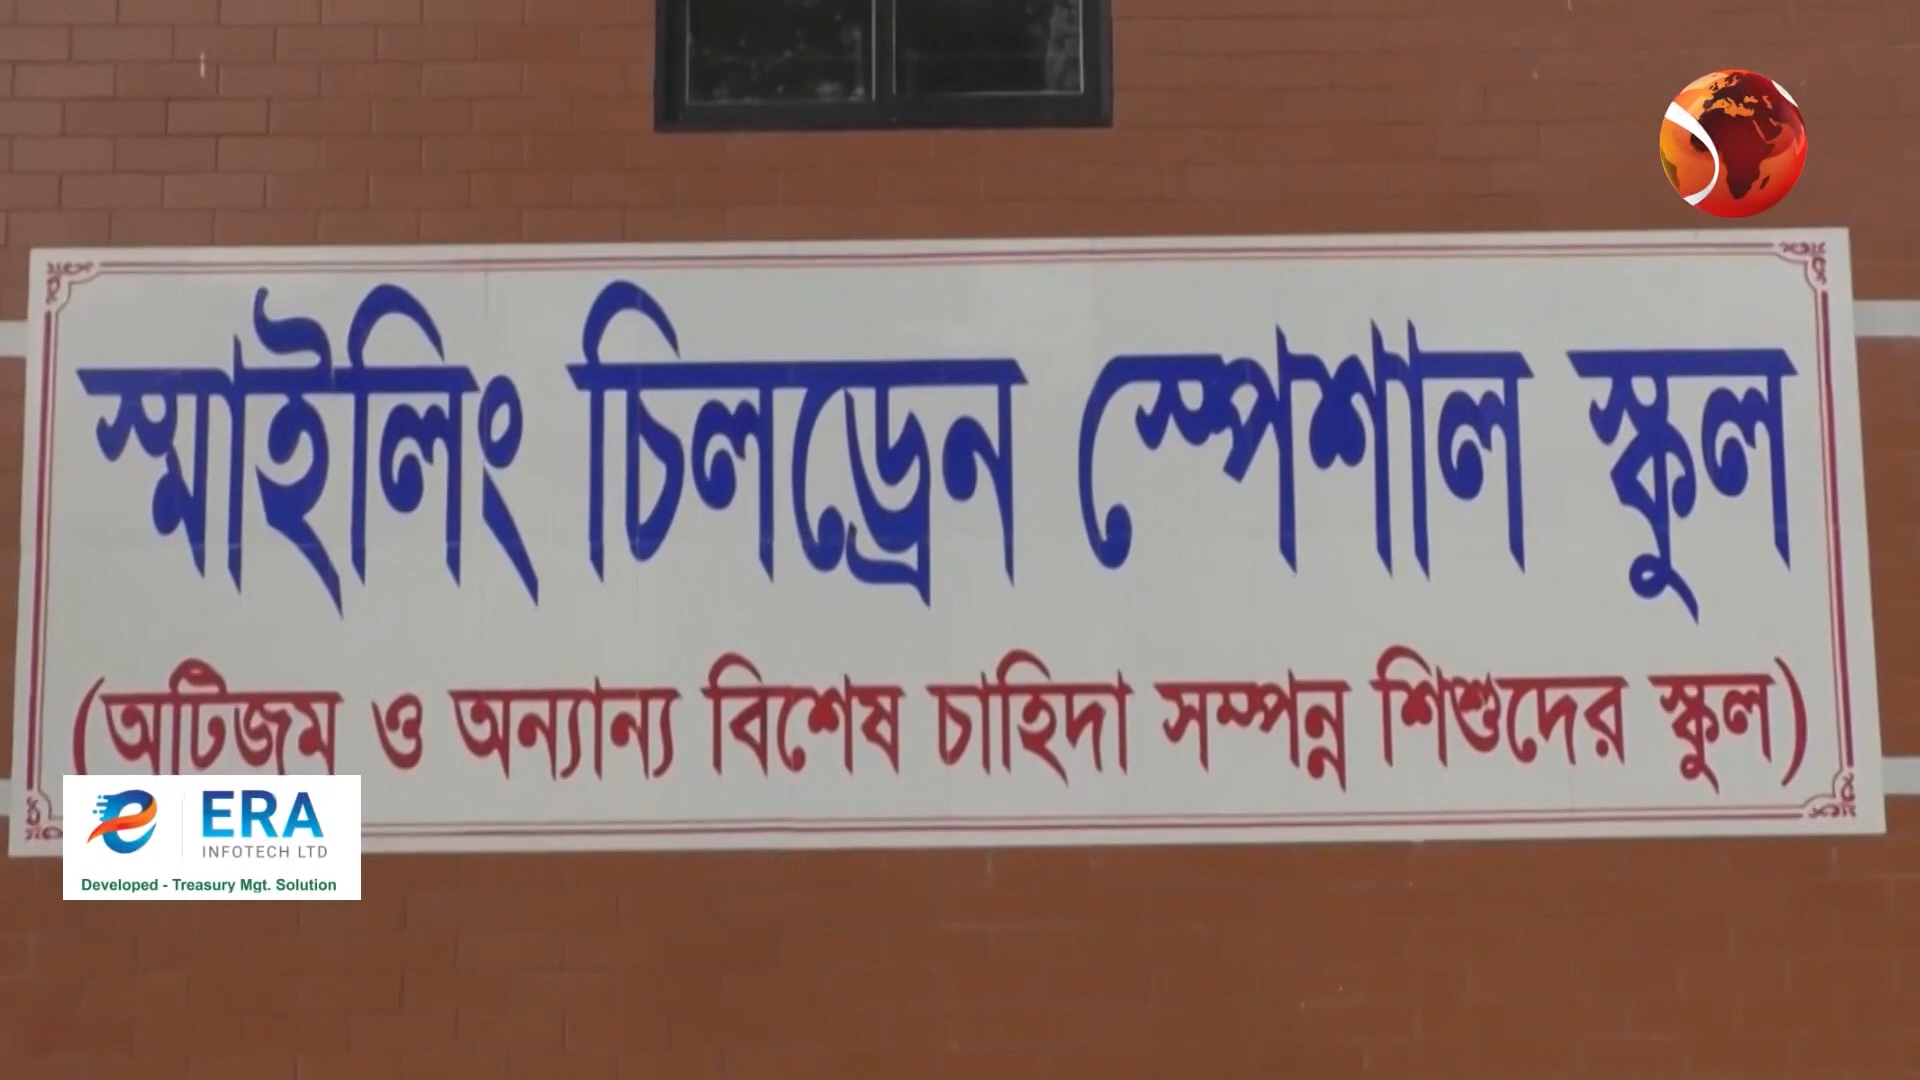 স্মাইলিং চিলড্রেন স্পেশাল স্কুল
(অটিজম ও অন্যান্য বিশেষ চাহিদা সম্পন্ন শিশুদের স্কুল)
ERA
INFOTECH LTD
Developed - Treasury Mgt. Solution